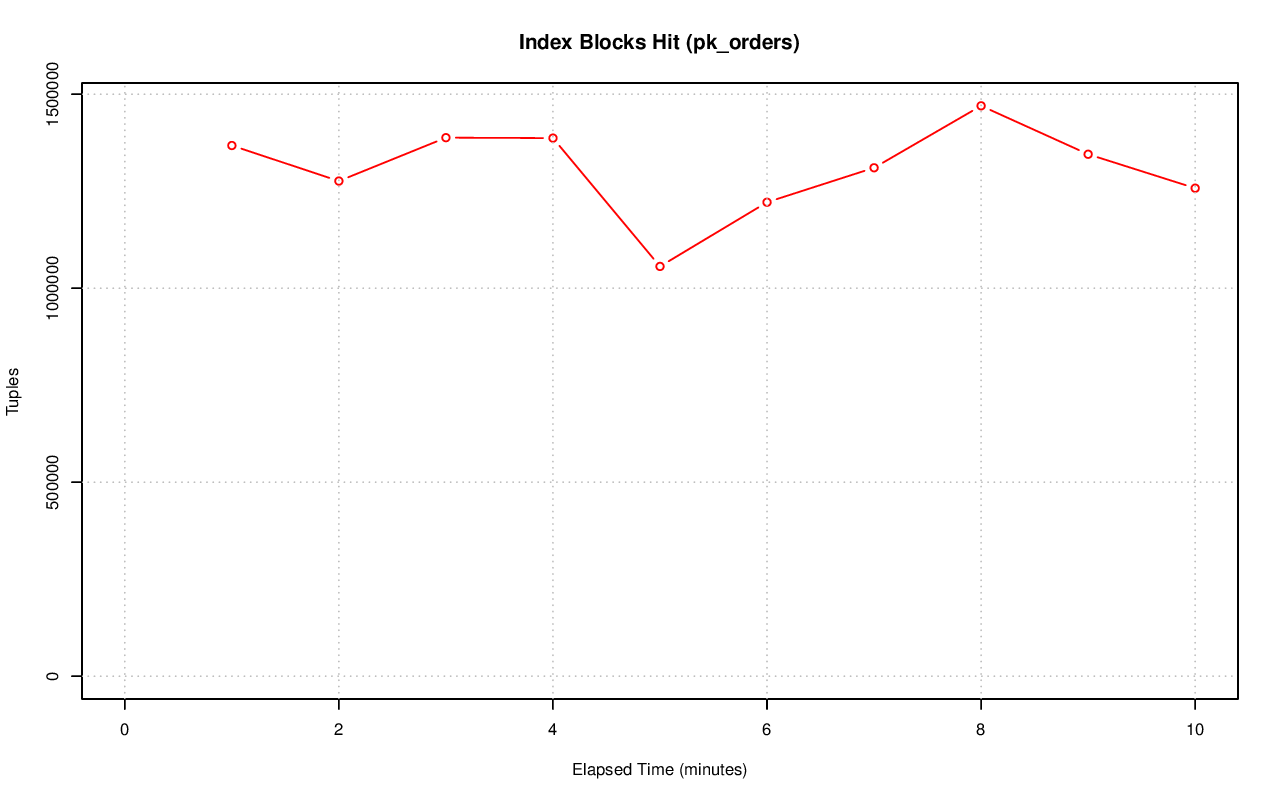 Index Blocks Hit (pk_orders)
Tuples
1500000
1000000
500000
0
0 2 4 6 8 10
Elapsed Time (minutes)